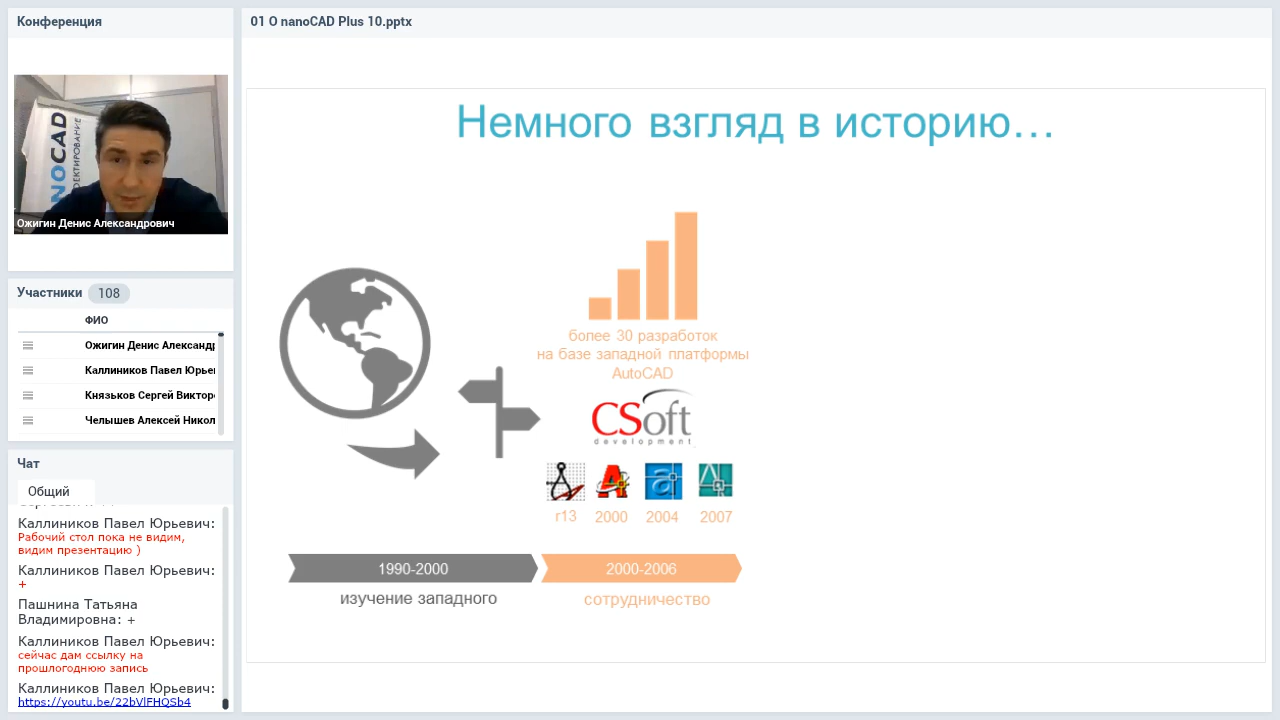 Конференция
NOCAD
ЕКТИРОВАНИЕ
Ожигин Денис Александрович
Участники 108
ФИО
Ожигин Денис Александр
Каллиников Павел Юрье
Князьков Сергей Виктор
Челышев Алексей Никол
Чат
Общий
Каллиников Павел Юрьевич:
Рабочий стол пока не видим,
видим презентацию )
Каллиников Павел Юрьевич:
+
Пашнина Татьяна
Владимировна: +
Каллиников Павел Юрьевич:
сейчас дам ссылку на
прошлогоднюю запись
Каллиников Павел Юрьевич:
https://youtu.be/22bVlFHQSb4
01 О nanoCAD Plus 10.pptx
Немного взгляд в историю…
более 30 разработок
на базе западной платформы
AutoCAD
CSoft
development
r13 2000 2004 2007
1990-2000 2000-2006
изучение западного сотрудничество